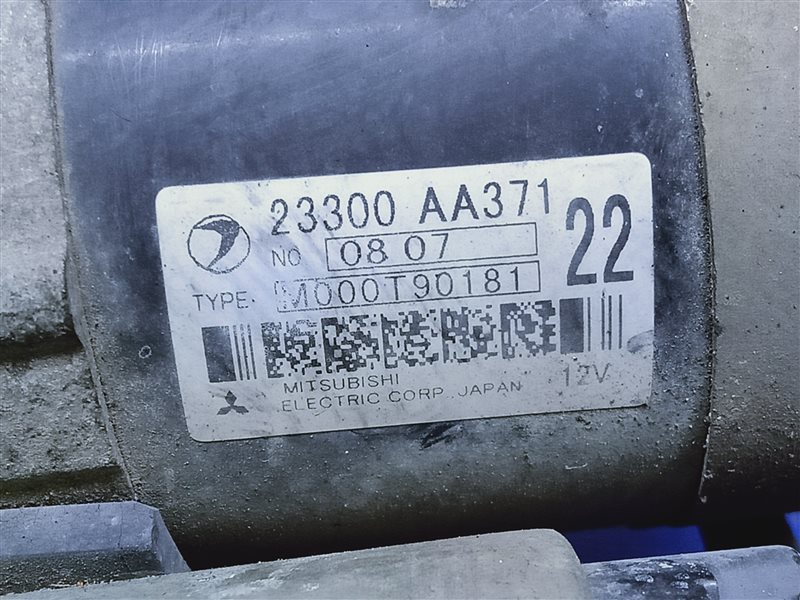 23300 AA371
22
NO 08 07
TYPE. M000T90181
MITSUBISHI
ELECTRIC CORP. JAPAN
12V